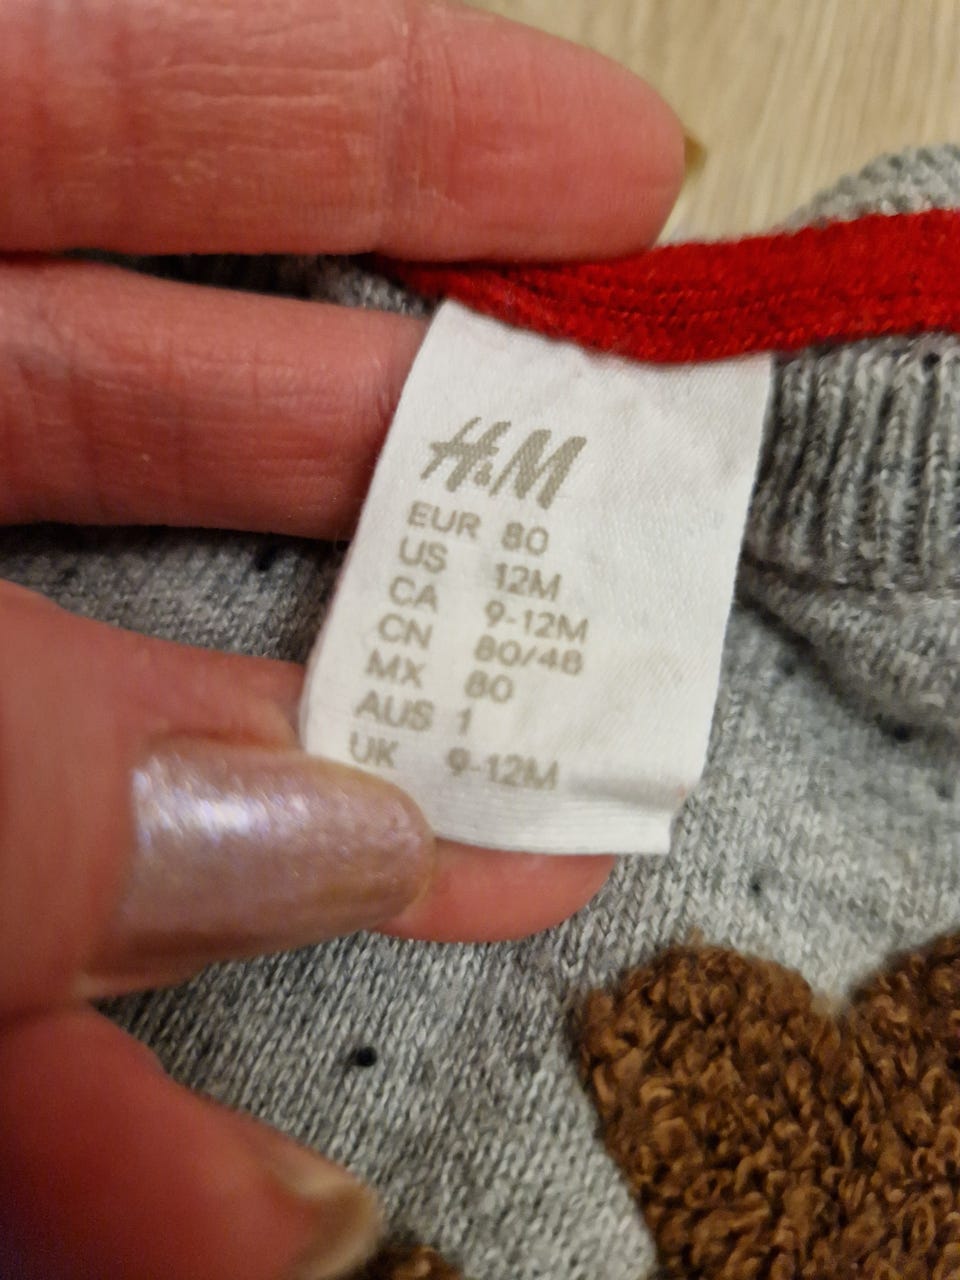 H&M
EUR 80
US 12M
CA 9-12M
CN 80/48
MX 80
AUS 1
UK 9-12M